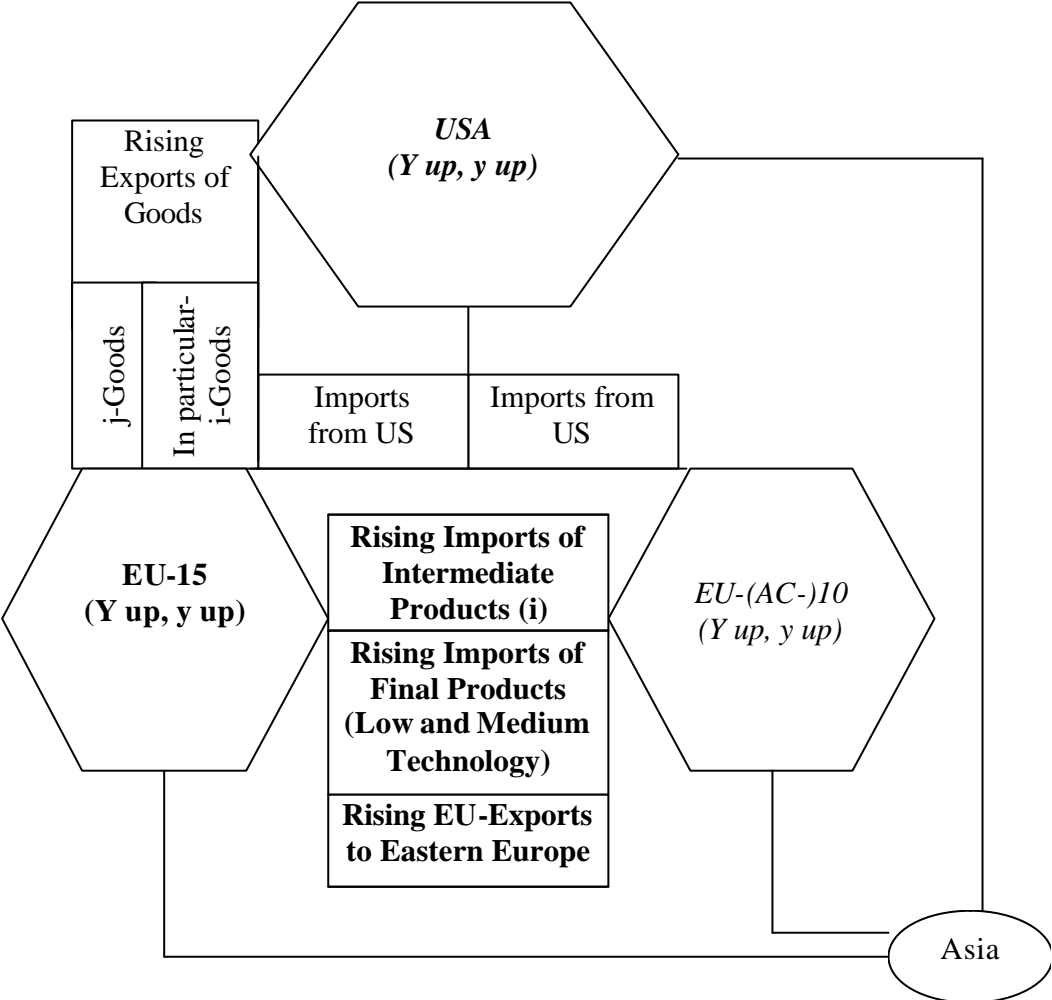 USA
(Y up, y up)
Rising
Exports of
Goods
j-Goods
In particular-
i-Goods
Imports
from US
Imports from
US
EU-15
(Y up, y up)
Rising Imports of
Intermediate
Products (i)
Rising Imports of
Final Products
(Low and Medium
Technology)
Rising EU-Exports
to Eastern Europe
EU-(AC-)10
(Y up, y up)
Asia